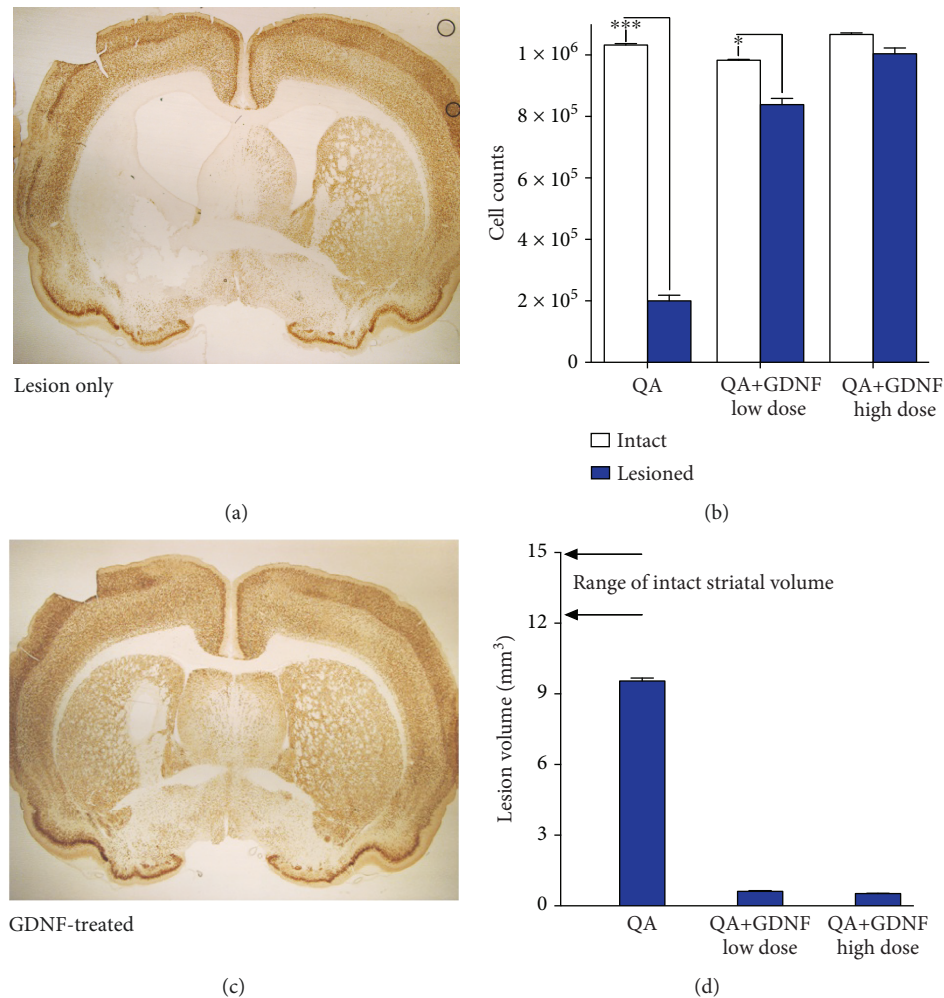 Lesion only
(a)
Cell counts
1 × 10⁶
8 × 10⁵
6 × 10⁵
4 × 10⁵
2 × 10⁵
0
***
*
QA
QA+GDNF
low dose
QA+GDNF
high dose
Intact
Lesioned
(b)
GDNF-treated
(c)
Lesion volume (mm³)
15
12
9
6
3
0
Range of intact striatal volume
QA
QA+GDNF
low dose
QA+GDNF
high dose
(d)